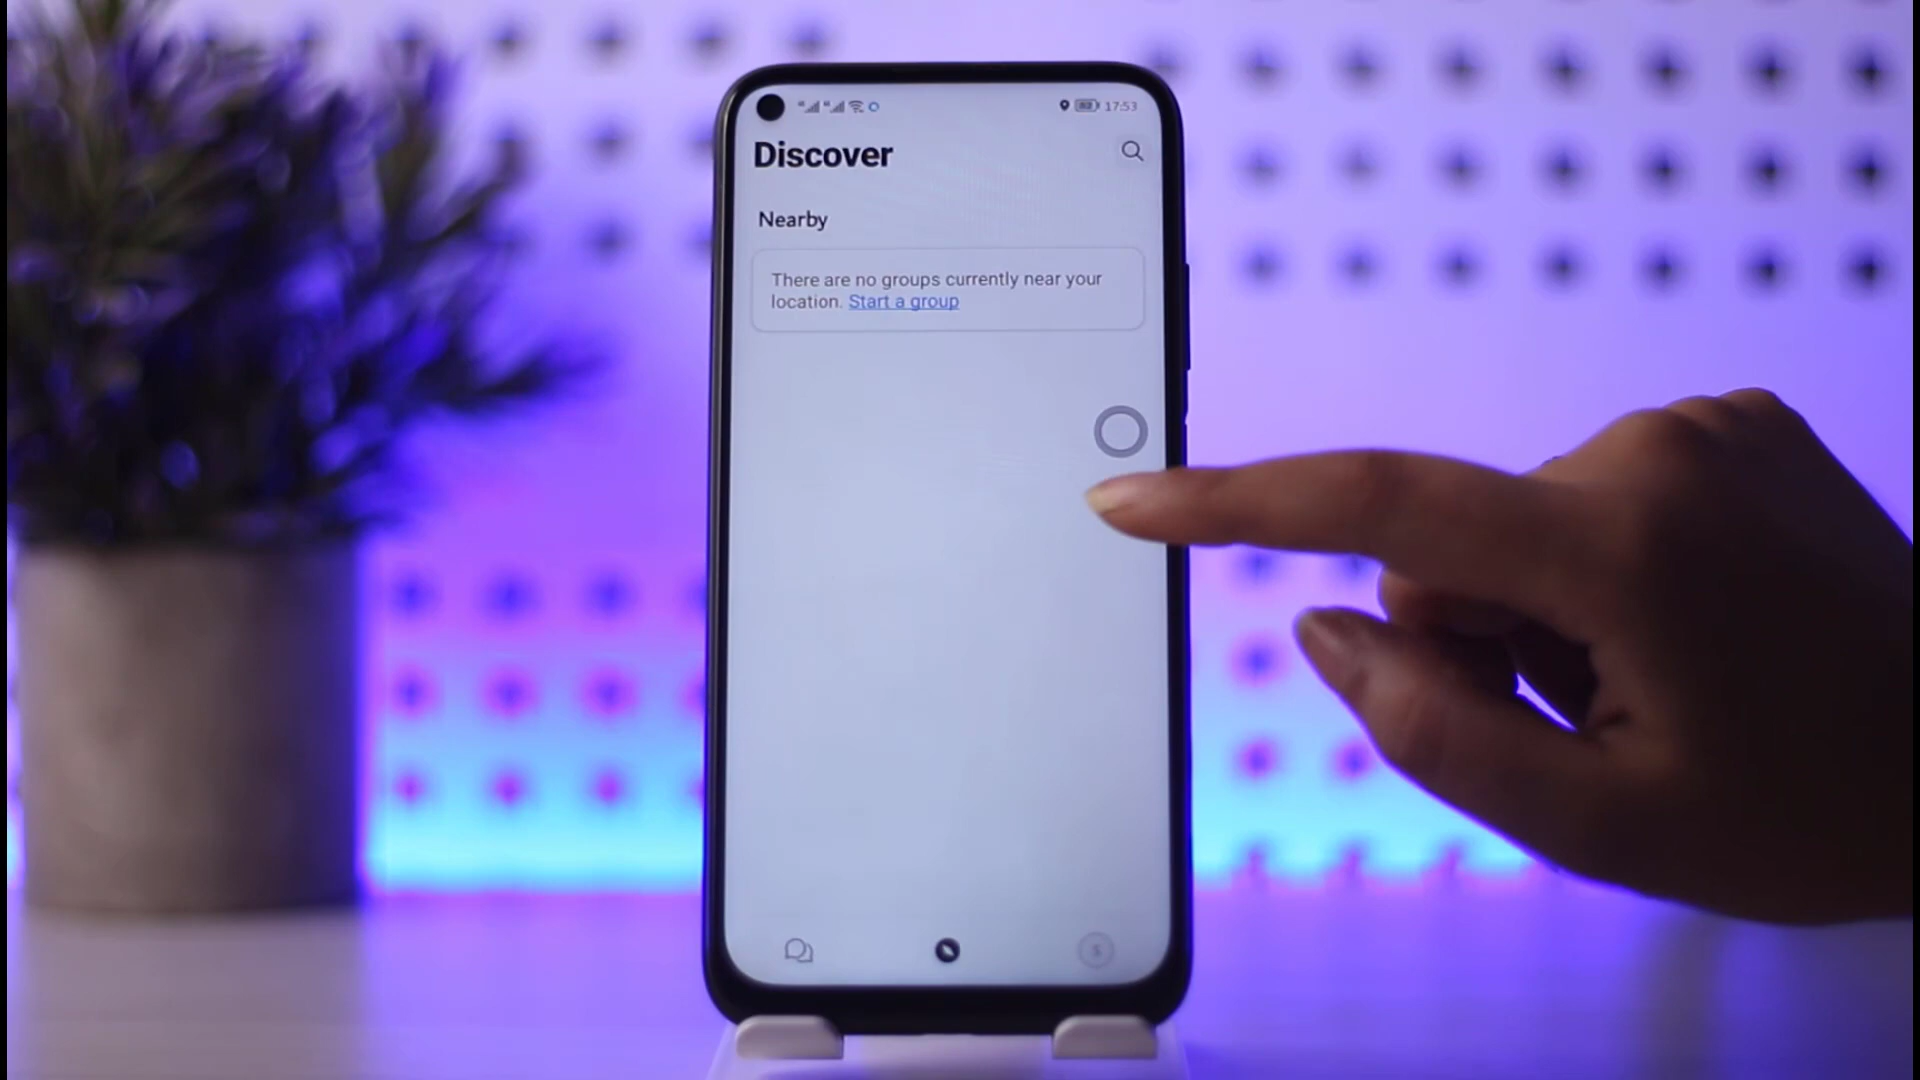 17:53
Discover
Nearby
There are no groups currently near your
location. Start a group
S